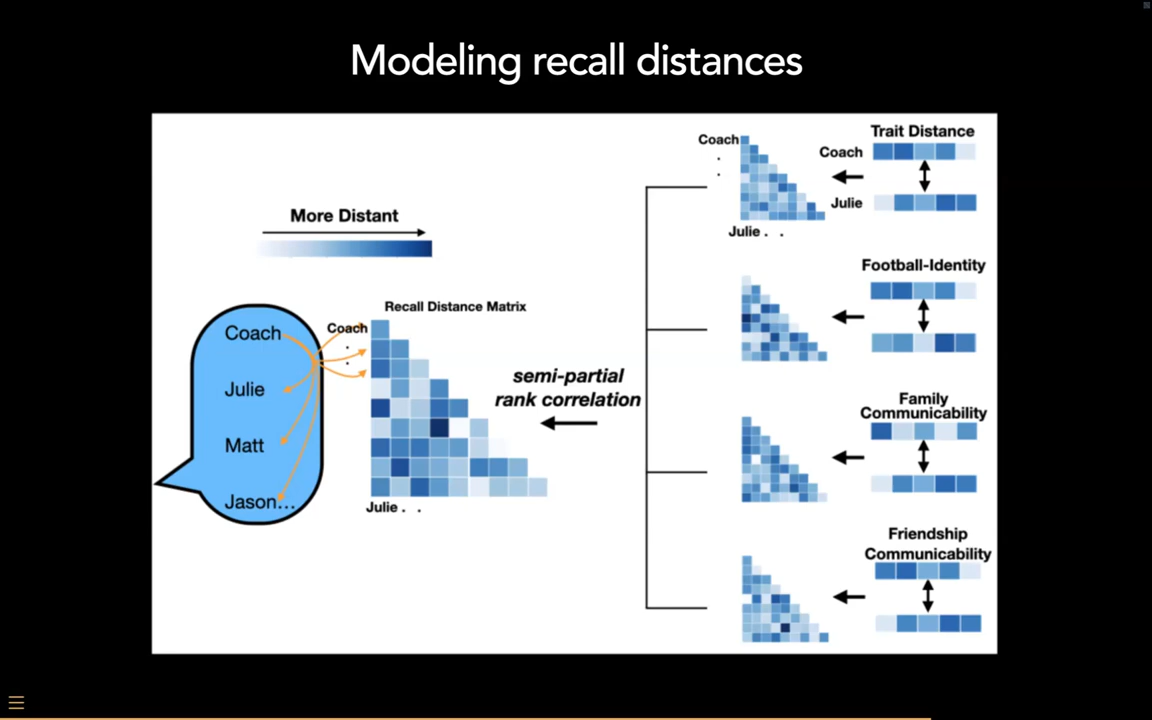 Modeling recall distances
More Distant
Coach
Julie
Matt
Jason...
Recall Distance Matrix
Coach
.
.
Julie . .
semi-partial
rank correlation
Coach
.
.
Julie . .
Trait Distance
Coach
Julie
Football-Identity
Family
Communicability
Friendship
Communicability